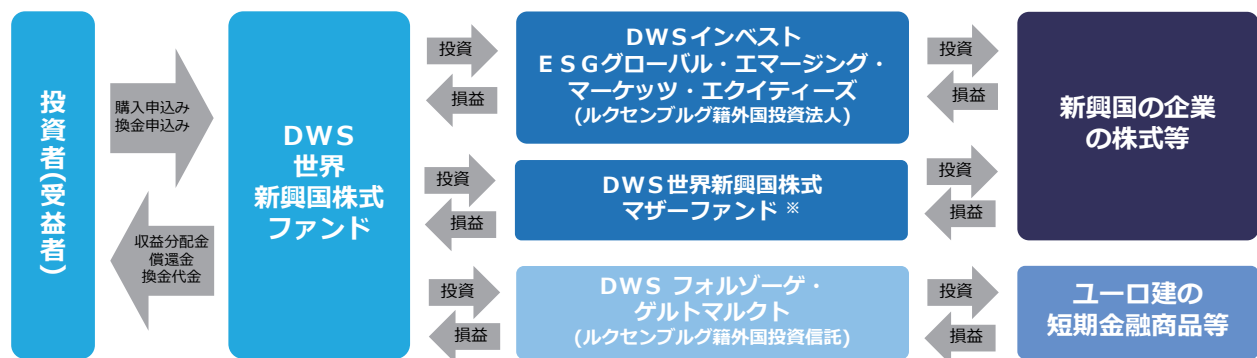 投資者(受益者)
購入申込み
換金申込み
収益分配金
償還金
換金代金
DWS
世界
新興国株式
ファンド
投資
損益
DWSインベスト
ESGグローバル・エマージング・
マーケッツ・エクイティーズ
(ルクセンブルグ籍外国投資法人)
投資
損益
新興国の企業
の株式等
投資
損益
DWS世界新興国株式
マザーファンド ※
投資
損益
投資
損益
DWS フォルゾーゲ・
ゲルトマルクト
(ルクセンブルグ籍外国投資信託)
投資
損益
ユーロ建の
短期金融商品等